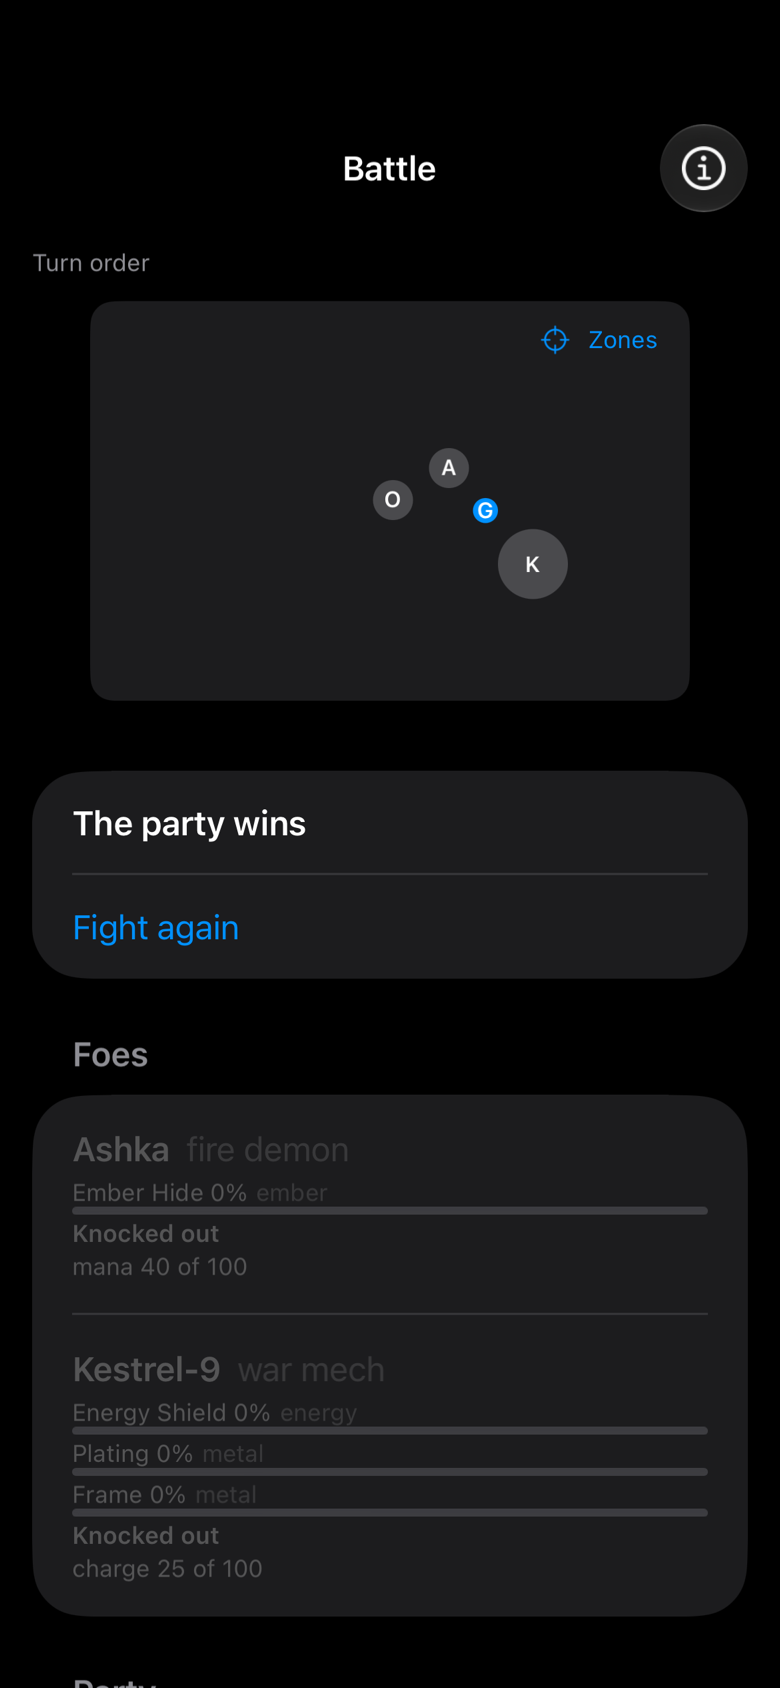 Battle
Turn order
Zones
A
O
G
K
The party wins
Fight again
Foes
Ashka fire demon
Ember Hide 0% ember
Knocked out
mana 40 of 100
Kestrel-9 war mech
Energy Shield 0% energy
Plating 0% metal
Frame 0% metal
Knocked out
charge 25 of 100
Party